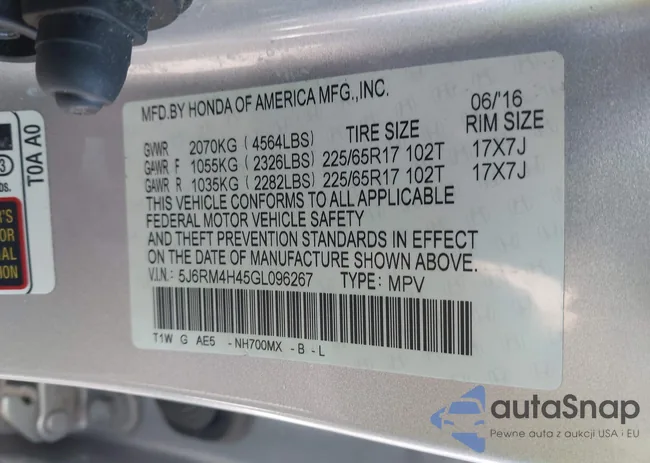 MFD.BY HONDA OF AMERICA MFG.,INC. 06/'16
GVWR 2070KG (4564LBS) TIRE SIZE RIM SIZE
GAWR F 1055KG (2326LBS) 225/65R17 102T 17X7J
GAWR R 1035KG (2282LBS) 225/65R17 102T 17X7J
THIS VEHICLE CONFORMS TO ALL APPLICABLE
FEDERAL MOTOR VEHICLE SAFETY
AND THEFT PREVENTION STANDARDS IN EFFECT
ON THE DATE OF MANUFACTURE SHOWN ABOVE.
V.I.N.: 5J6RM4H45GL096267 TYPE: MPV
T1W G AE5 -NH700MX -B -L
T0A A0
3
autaSnap
Pewne auta z aukcji USA i EU